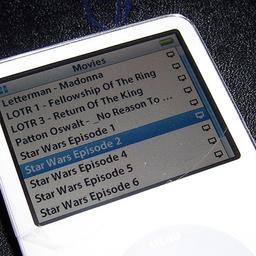 Movies
Letterman - Madonna
LOTR 1 - Fellowship Of The Ring
LOTR 3 - Return Of The King
Patton Oswalt - _No Reason To ...
Star Wars Episode 1
Star Wars Episode 2
Star Wars Episode 4
Star Wars Episode 5
Star Wars Episode 6
MENU